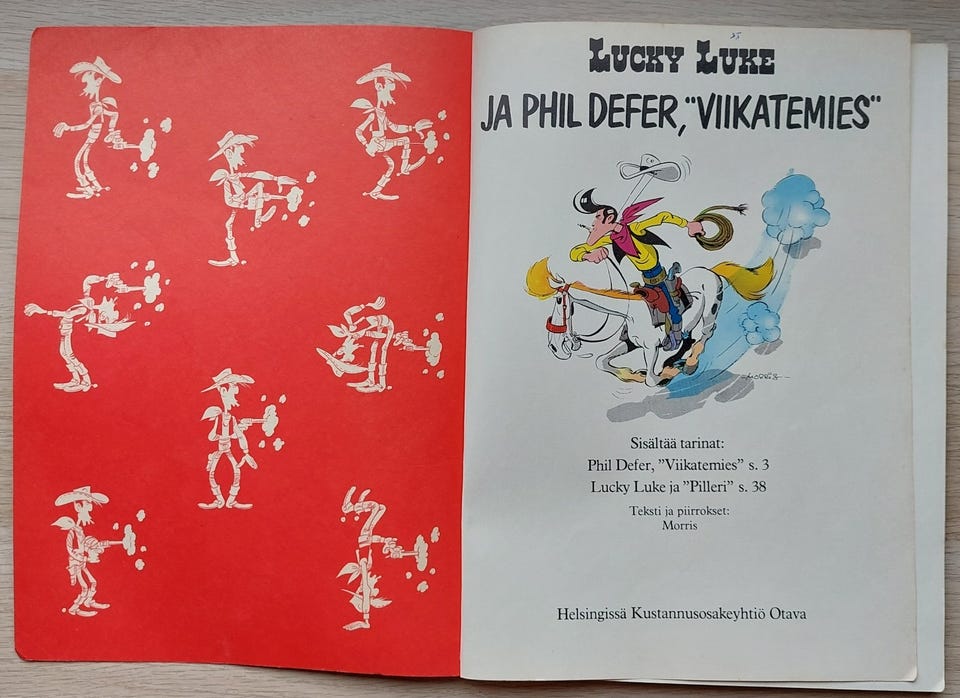 LUCKY LUKE
JA PHIL DEFER, "VIIKATEMIES"
MORRIS
Sisältää tarinat:
Phil Defer, ”Viikatemies” s. 3
Lucky Luke ja ”Pilleri” s. 38
Teksti ja piirrokset:
Morris
Helsingissä Kustannusosakeyhtiö Otava